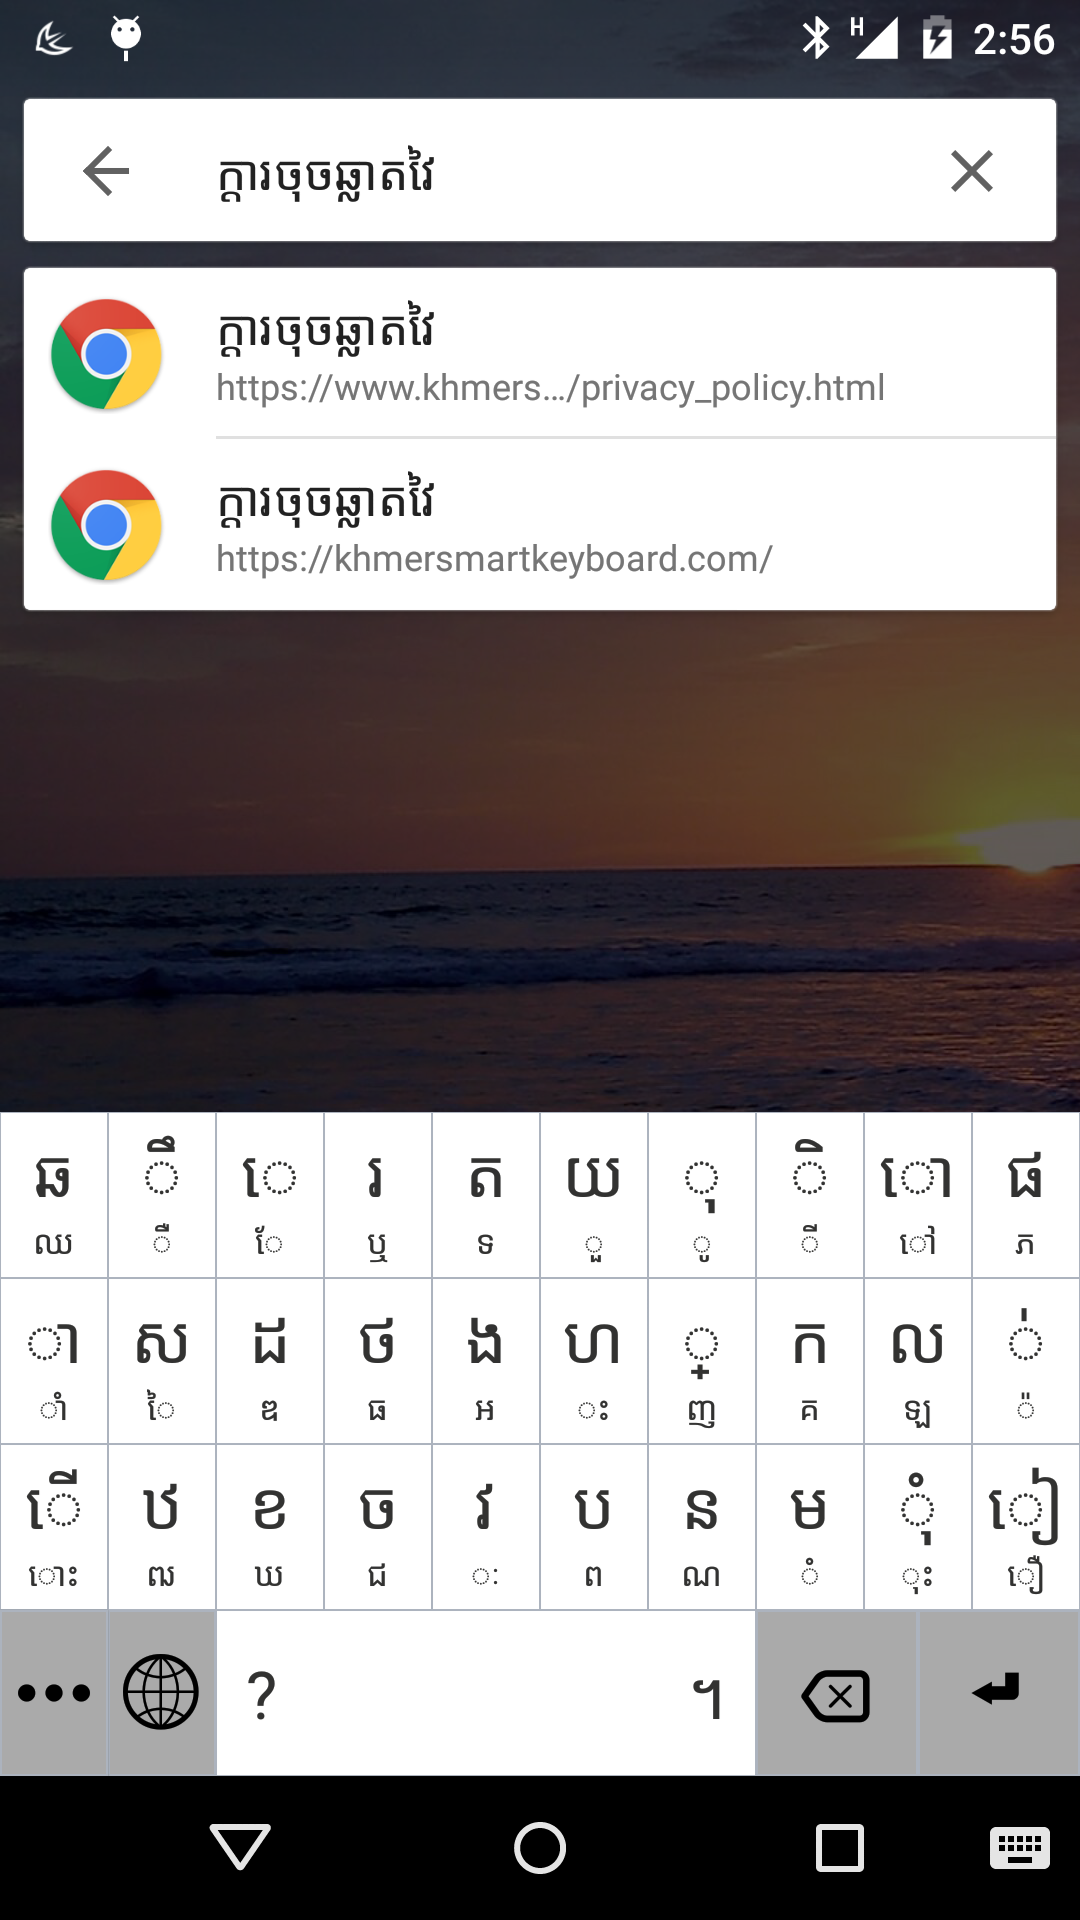 H 2:56
ក្ដារចុចឆ្លាតវៃ
ក្ដារចុចឆ្លាតវៃ
https://www.khmers.../privacy_policy.html
ក្ដារចុចឆ្លាតវៃ
https://khmersmartkeyboard.com/
ឆ ឹ េ រ ត យ ុ ិ ោ ផ
ឈ ឺ ែ ឬ ទ ួ ូ ី ៅ ភ
ា ស ដ ថ ង ហ ្ ក ល ់
ាំ ៃ ឌ ធ អ ះ ញ គ ឡ ៉
ើ ឋ ខ ច វ ប ន ម ុំ ៀ
ោះ ឍ ឃ ជ ៈ ព ណ ំ ុះ ឿ
? ។